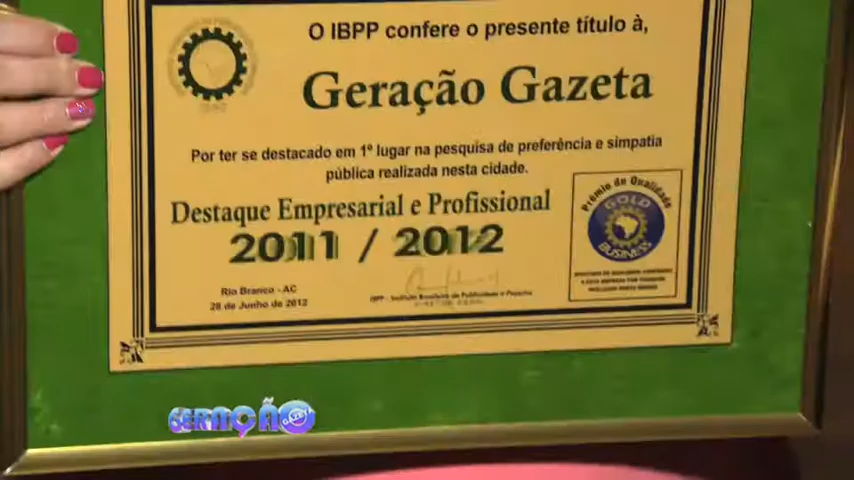 O IBPP confere o presente título à,
Geração Gazeta
Por ter se destacado em 1º lugar na pesquisa de preferência e simpatia
pública realizada nesta cidade.
Destaque Empresarial e Profissional
2011 / 2012
Prêmio de Qualidade
GOLD
BUSINESS
Rio Branco - AC
28 de Junho de 2012
IBPP - Instituto Brasileiro de Publicidade e Pesquisa
GERAÇÃO
GAZETA